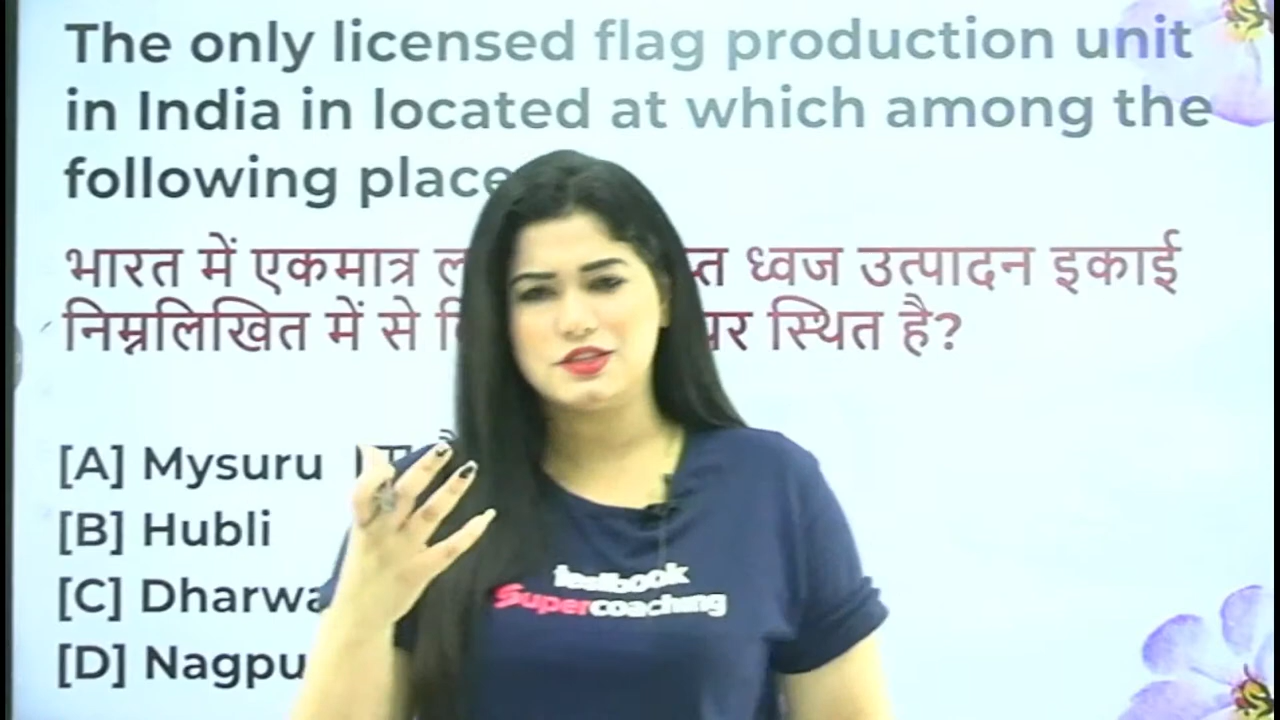 The only licensed flag production unit
in India in located at which among the
following place
भारत में एकमात्र ध्वज उत्पादन इकाई
निम्नलिखित में से पर स्थित है?
[A] Mysuru
[B] Hubli
[C] Dharwa
[D] Nagpu
testbook
Supercoaching